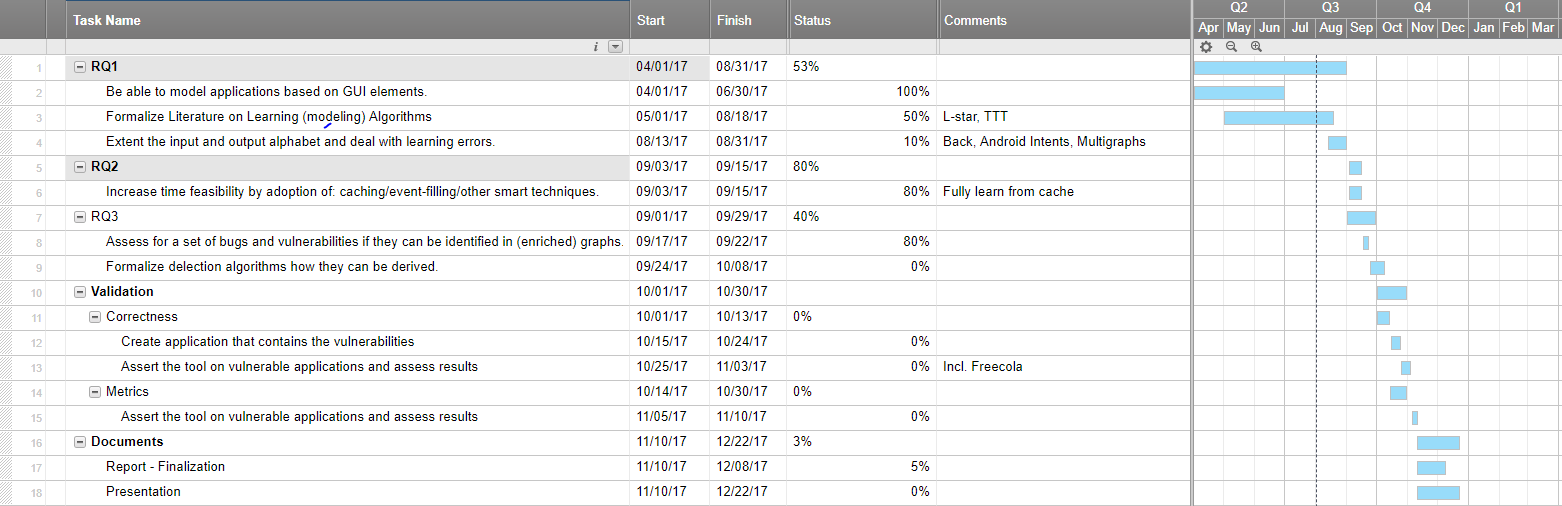 Task Name Start Finish Status Comments Q2 Q3 Q4 Q1
Apr May Jun Jul Aug Sep Oct Nov Dec Jan Feb Mar
i
1 RQ1 04/01/17 08/31/17 53%
2 Be able to model applications based on GUI elements. 04/01/17 06/30/17 100%
3 Formalize Literature on Learning (modeling) Algorithms 05/01/17 08/18/17 50% L-star, TTT
4 Extent the input and output alphabet and deal with learning errors. 08/13/17 08/31/17 10% Back, Android Intents, Multigraphs
5 RQ2 09/03/17 09/15/17 80%
6 Increase time feasibility by adoption of: caching/event-filling/other smart techniques. 09/03/17 09/15/17 80% Fully learn from cache
7 RQ3 09/01/17 09/29/17 40%
8 Assess for a set of bugs and vulnerabilities if they can be identified in (enriched) graphs. 09/17/17 09/22/17 80%
9 Formalize delection algorithms how they can be derived. 09/24/17 10/08/17 0%
10 Validation 10/01/17 10/30/17
11 Correctness 10/01/17 10/13/17 0%
12 Create application that contains the vulnerabilities 10/15/17 10/24/17 0%
13 Assert the tool on vulnerable applications and assess results 10/25/17 11/03/17 0% Incl. Freecola
14 Metrics 10/14/17 10/30/17 0%
15 Assert the tool on vulnerable applications and assess results 11/05/17 11/10/17 0%
16 Documents 11/10/17 12/22/17 3%
17 Report - Finalization 11/10/17 12/08/17 5%
18 Presentation 11/10/17 12/22/17 0%